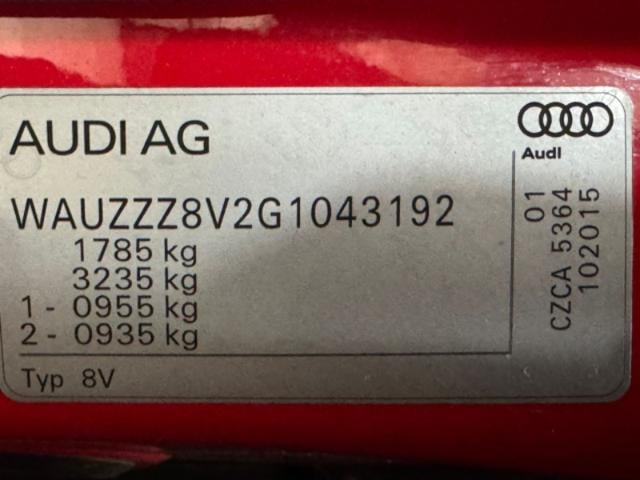 AUDI AG
Audi
WAUZZZ8V2G1043192
1785 kg
3235 kg
1 - 0955 kg
2 - 0935 kg
Typ 8V
01
CZCA 5364
102015